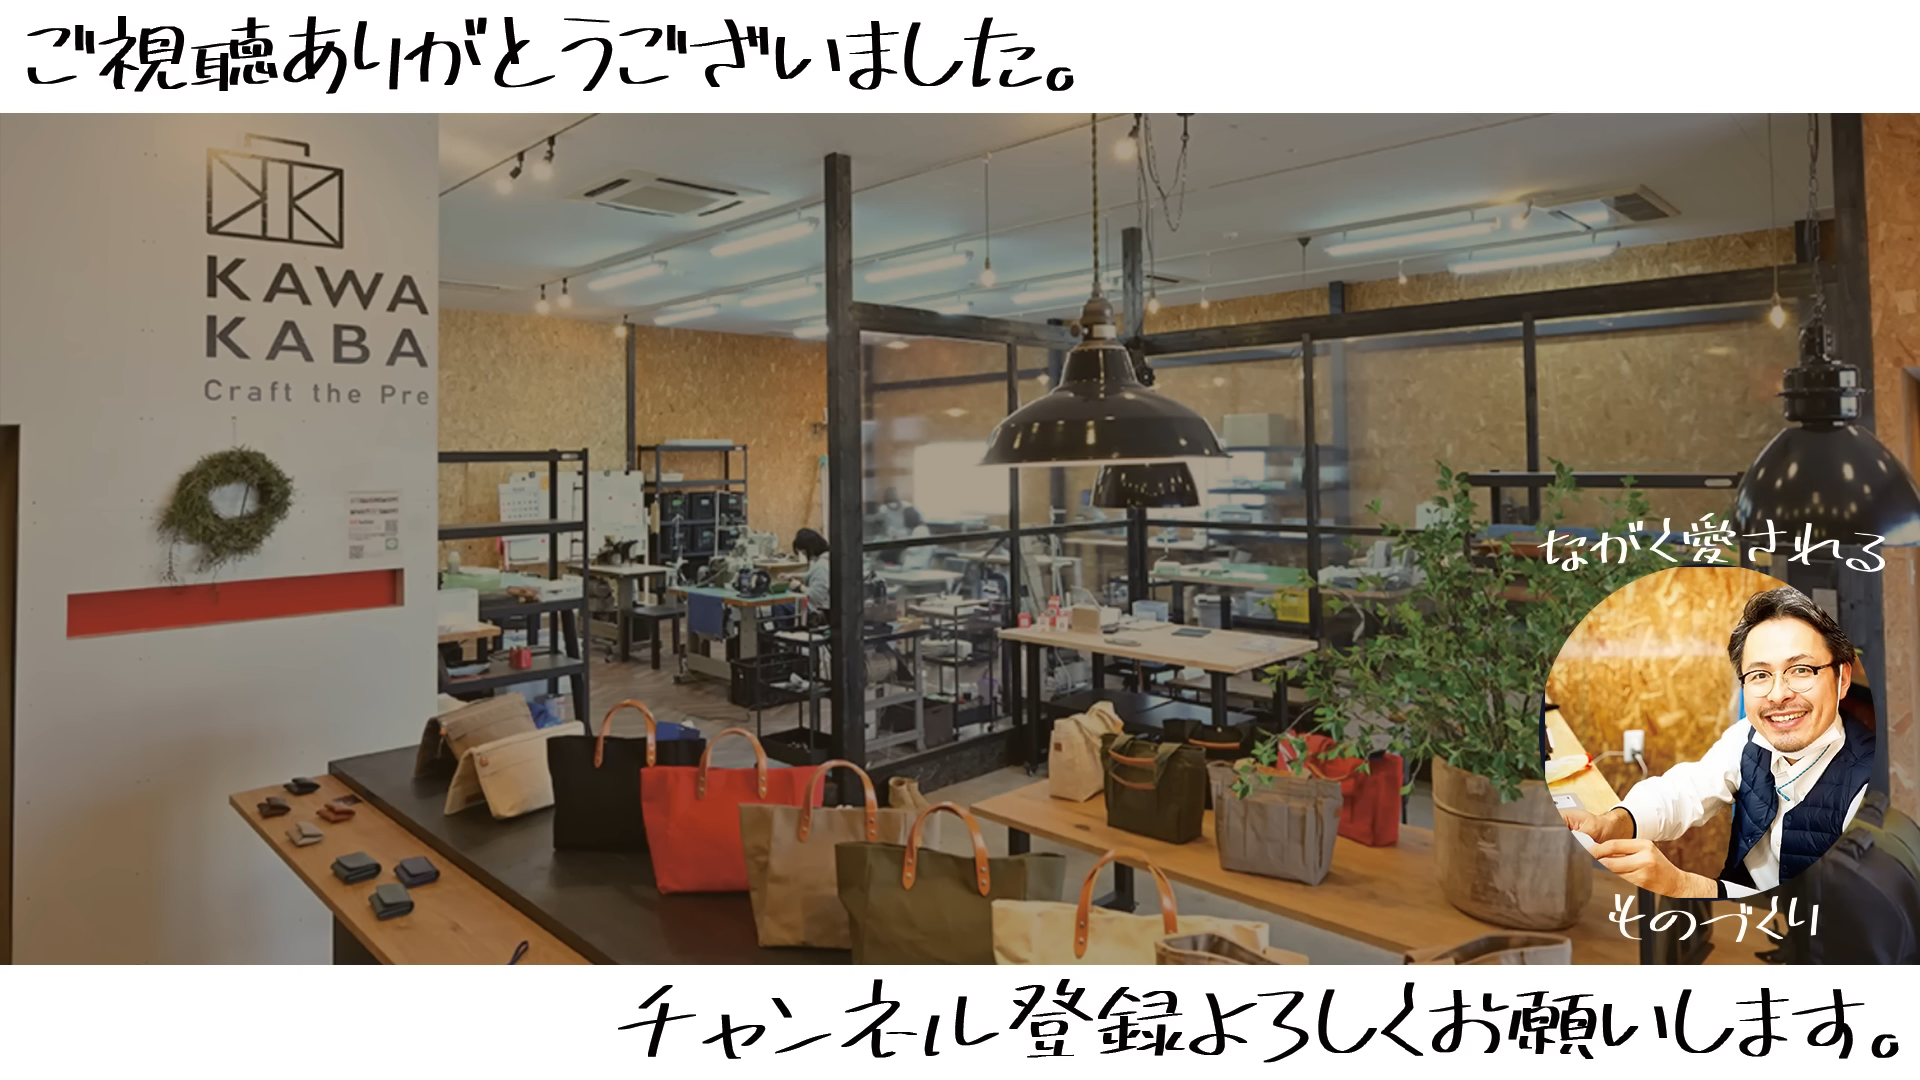 ご視聴ありがとうございました。
KAWA
KABA
Craft the Pre
ながく愛される
ものづくり
チャンネル登録よろしくお願いします。